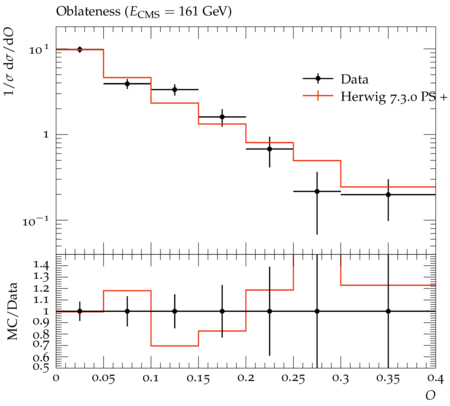 Oblateness (E_CMS = 161 GeV)
1/σ dσ/dO
10^1
1
10^−1
Data
Herwig 7.3.0 PS +
MC/Data
1.4
1.3
1.2
1.1
1
0.9
0.8
0.7
0.6
0.5
0 0.05 0.1 0.15 0.2 0.25 0.3 0.35 0.4
O